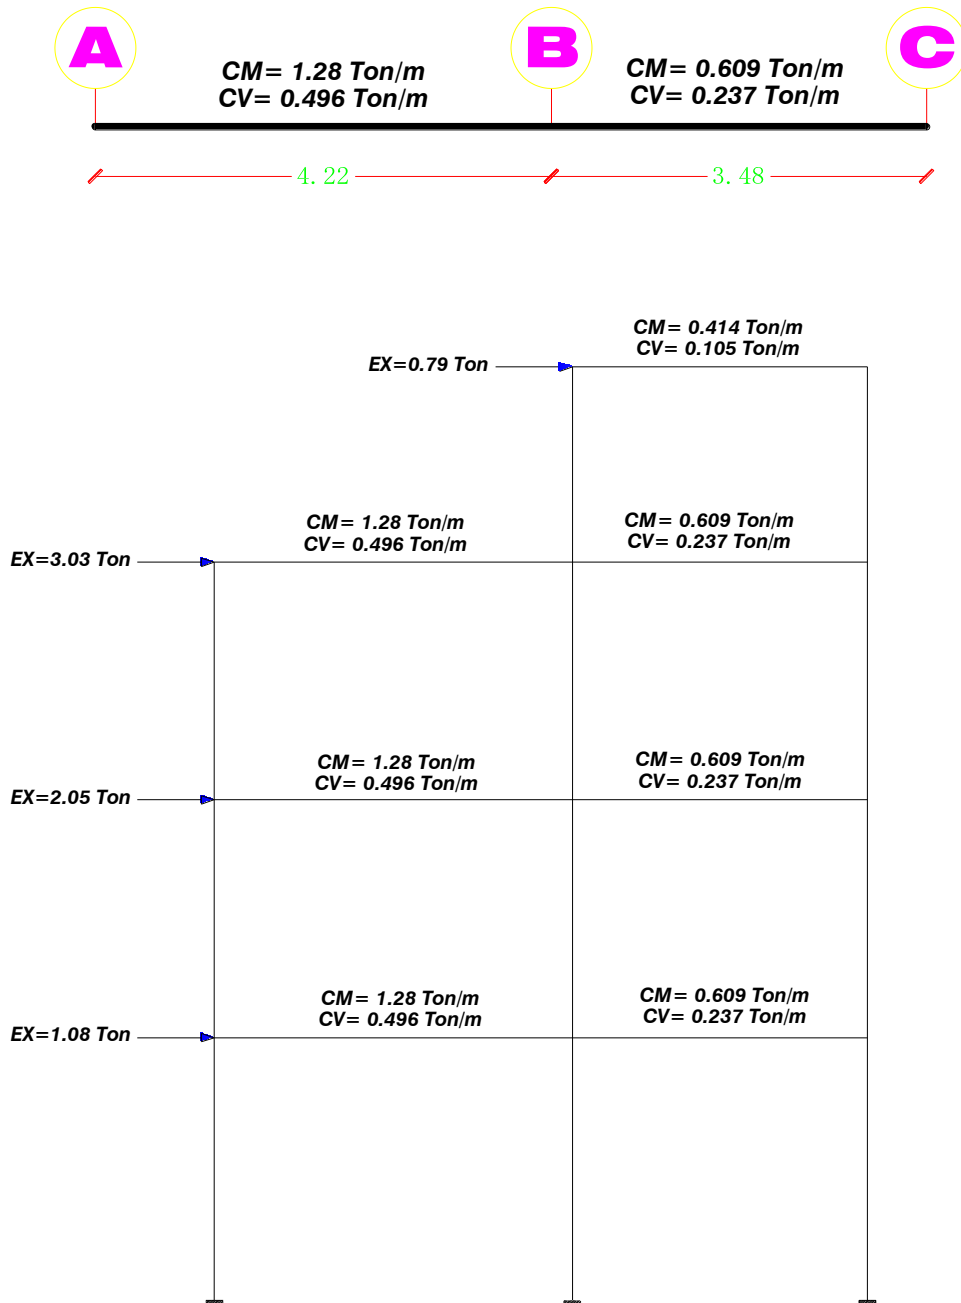 A B C
CM= 1.28 Ton/m
CV= 0.496 Ton/m
CM= 0.609 Ton/m
CV= 0.237 Ton/m
4.22
3.48
CM= 0.414 Ton/m
CV= 0.105 Ton/m
EX=0.79 Ton
CM= 1.28 Ton/m
CV= 0.496 Ton/m
CM= 0.609 Ton/m
CV= 0.237 Ton/m
EX=3.03 Ton
CM= 1.28 Ton/m
CV= 0.496 Ton/m
CM= 0.609 Ton/m
CV= 0.237 Ton/m
EX=2.05 Ton
CM= 1.28 Ton/m
CV= 0.496 Ton/m
CM= 0.609 Ton/m
CV= 0.237 Ton/m
EX=1.08 Ton